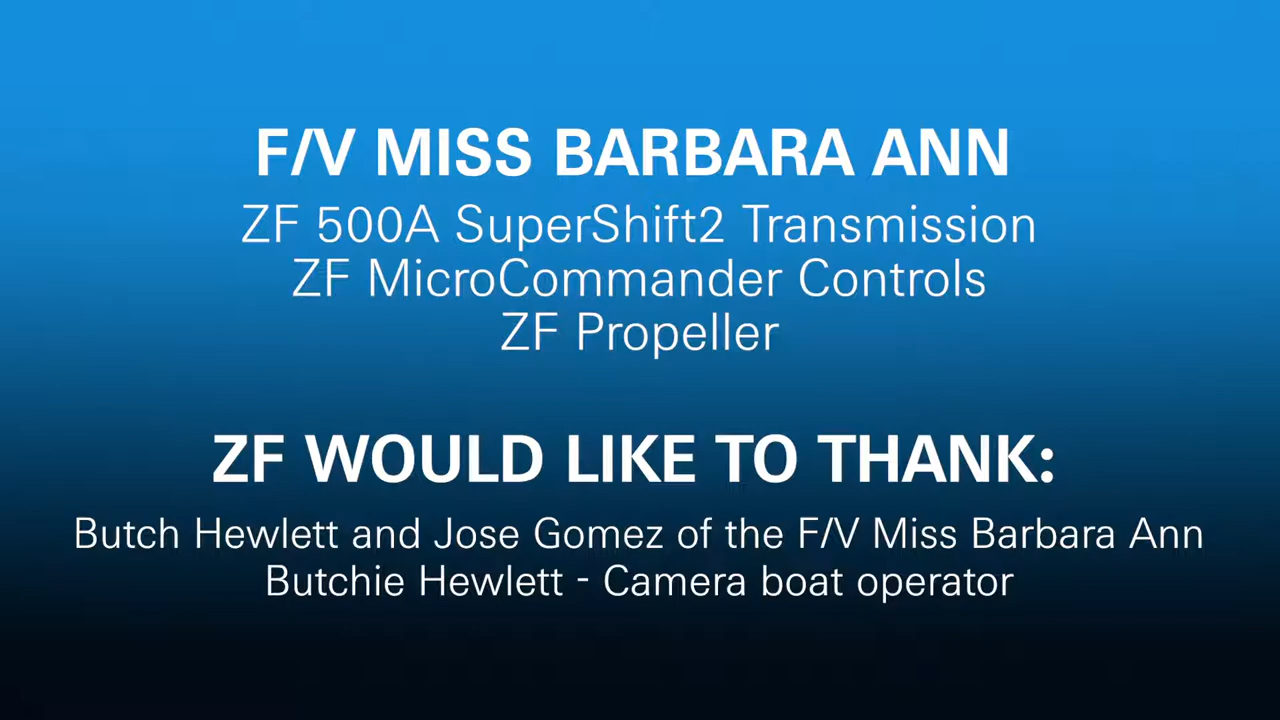 F/V MISS BARBARA ANN
ZF 500A SuperShift2 Transmission
ZF MicroCommander Controls
ZF Propeller
ZF WOULD LIKE TO THANK:
Butch Hewlett and Jose Gomez of the F/V Miss Barbara Ann
Butchie Hewlett - Camera boat operator